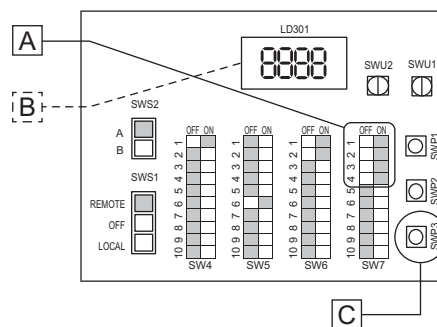 A
LD301
8888
SWU2 SWU1
B
SWS2
A
B
OFF ON OFF ON OFF ON OFF ON
1 2 3 4 5 6 7 8 9 10
1 2 3 4 5 6 7 8 9 10
1 2 3 4 5 6 7 8 9 10
1 2 3 4 5 6 7 8 9 10
SWP1
SWP2
SWP3
SWS1
REMOTE
OFF
LOCAL
SW4 SW5 SW6 SW7
C